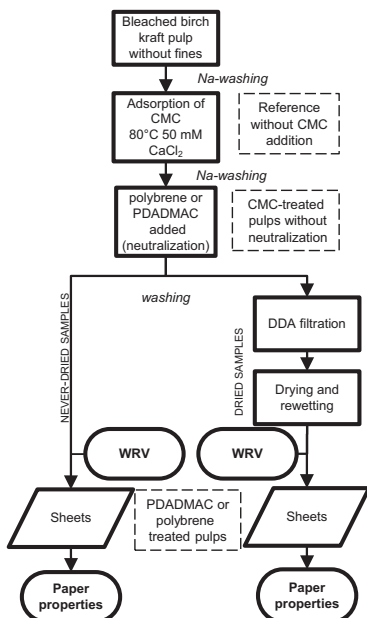 Bleached birch
kraft pulp
without fines
Na-washing
Adsorption of
CMC
80°C 50 mM
CaCl₂
Reference
without CMC
addition
Na-washing
polybrene or
PDADMAC
added
(neutralization)
CMC-treated
pulps without
neutralization
washing
NEVER-DRIED SAMPLES
DRIED SAMPLES
DDA filtration
Drying and
rewetting
WRV
WRV
Sheets
PDADMAC or
polybrene
treated pulps
Sheets
Paper
properties
Paper
properties